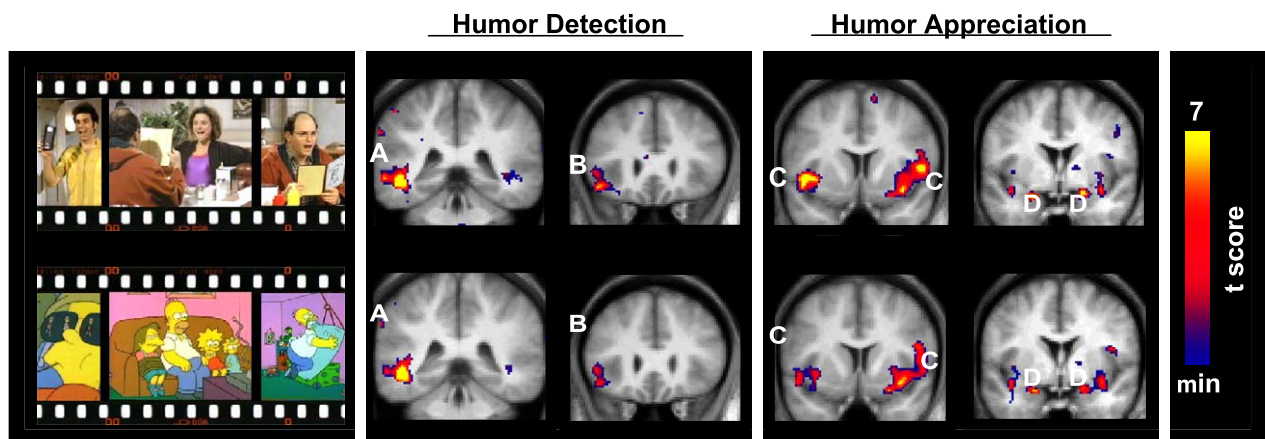 Humor Detection
Humor Appreciation
A
B
C
C
D
D
A
B
C
C
D
D
7
t score
min